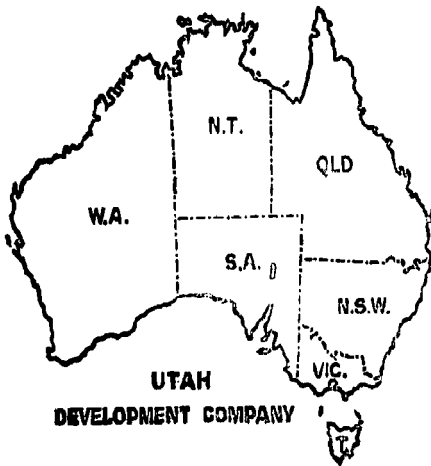 N.T.
QLD
W.A.
S.A.
N.S.W.
VIC.
T.
UTAH
DEVELOPMENT COMPANY